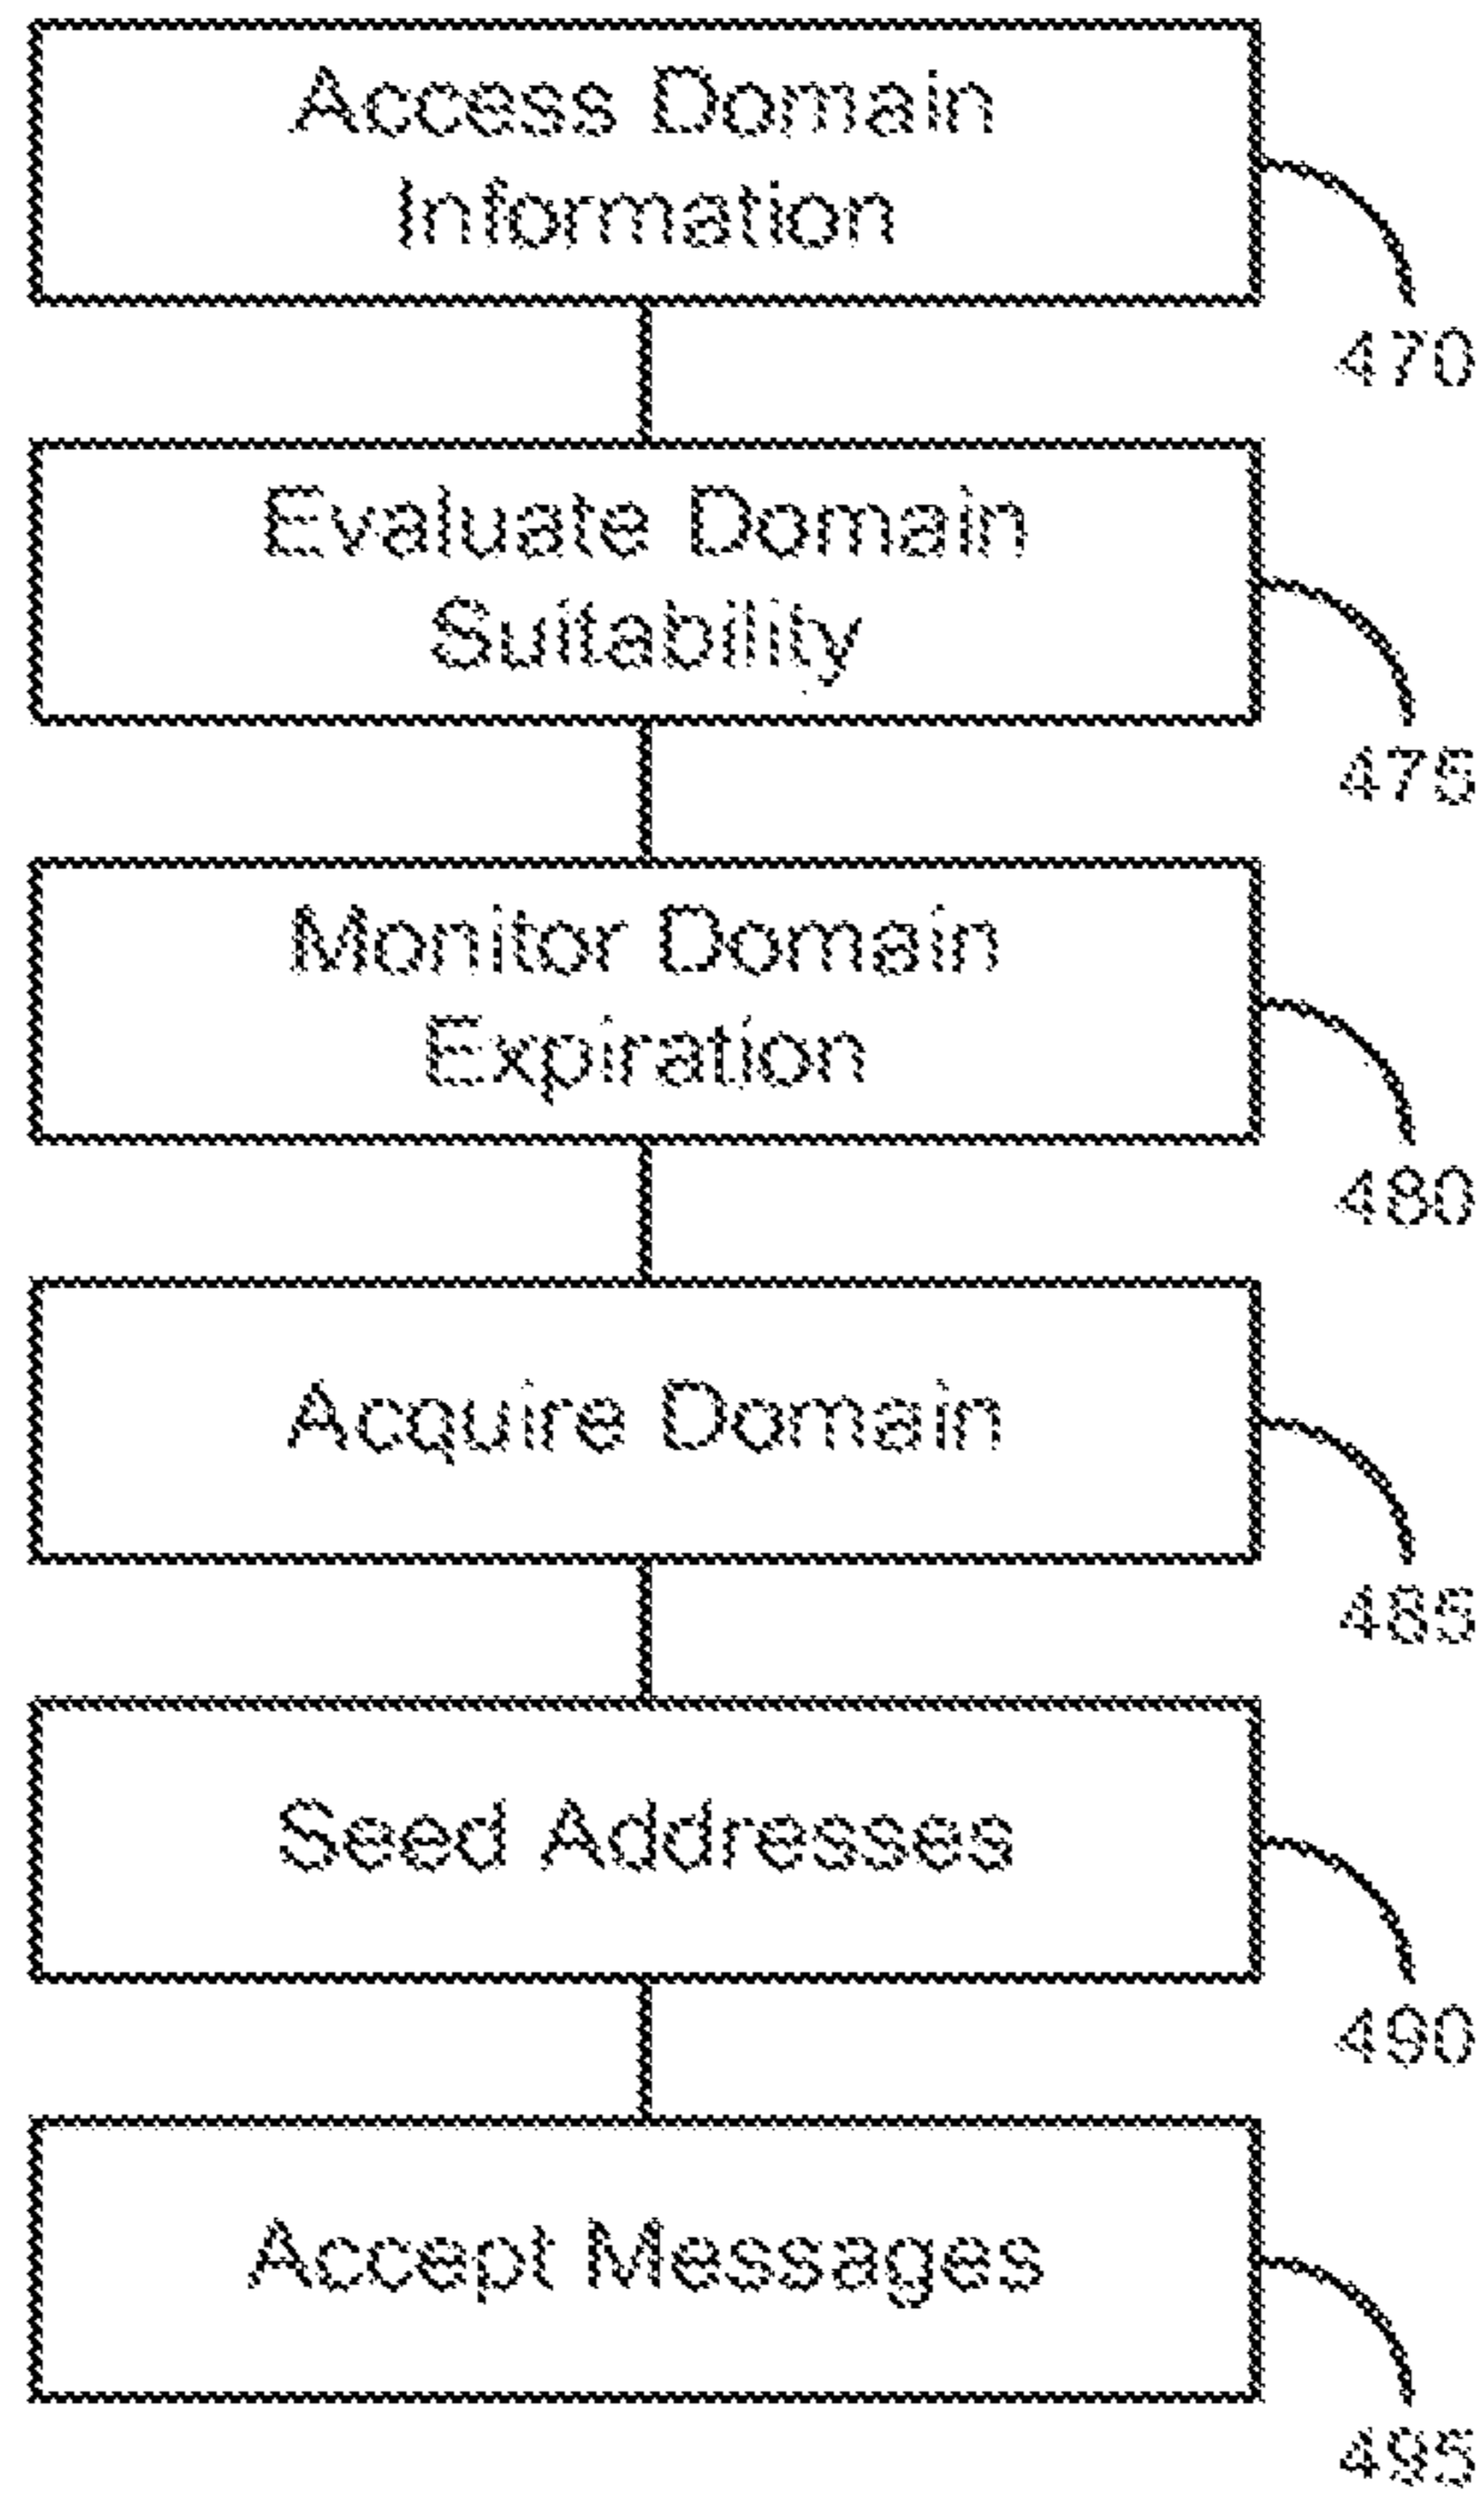 Access Domain
Information
470
Evaluate Domain
Suitability
475
Monitor Domain
Expiration
480
Acquire Domain
485
Seed Addresses
490
Accept Messages
495